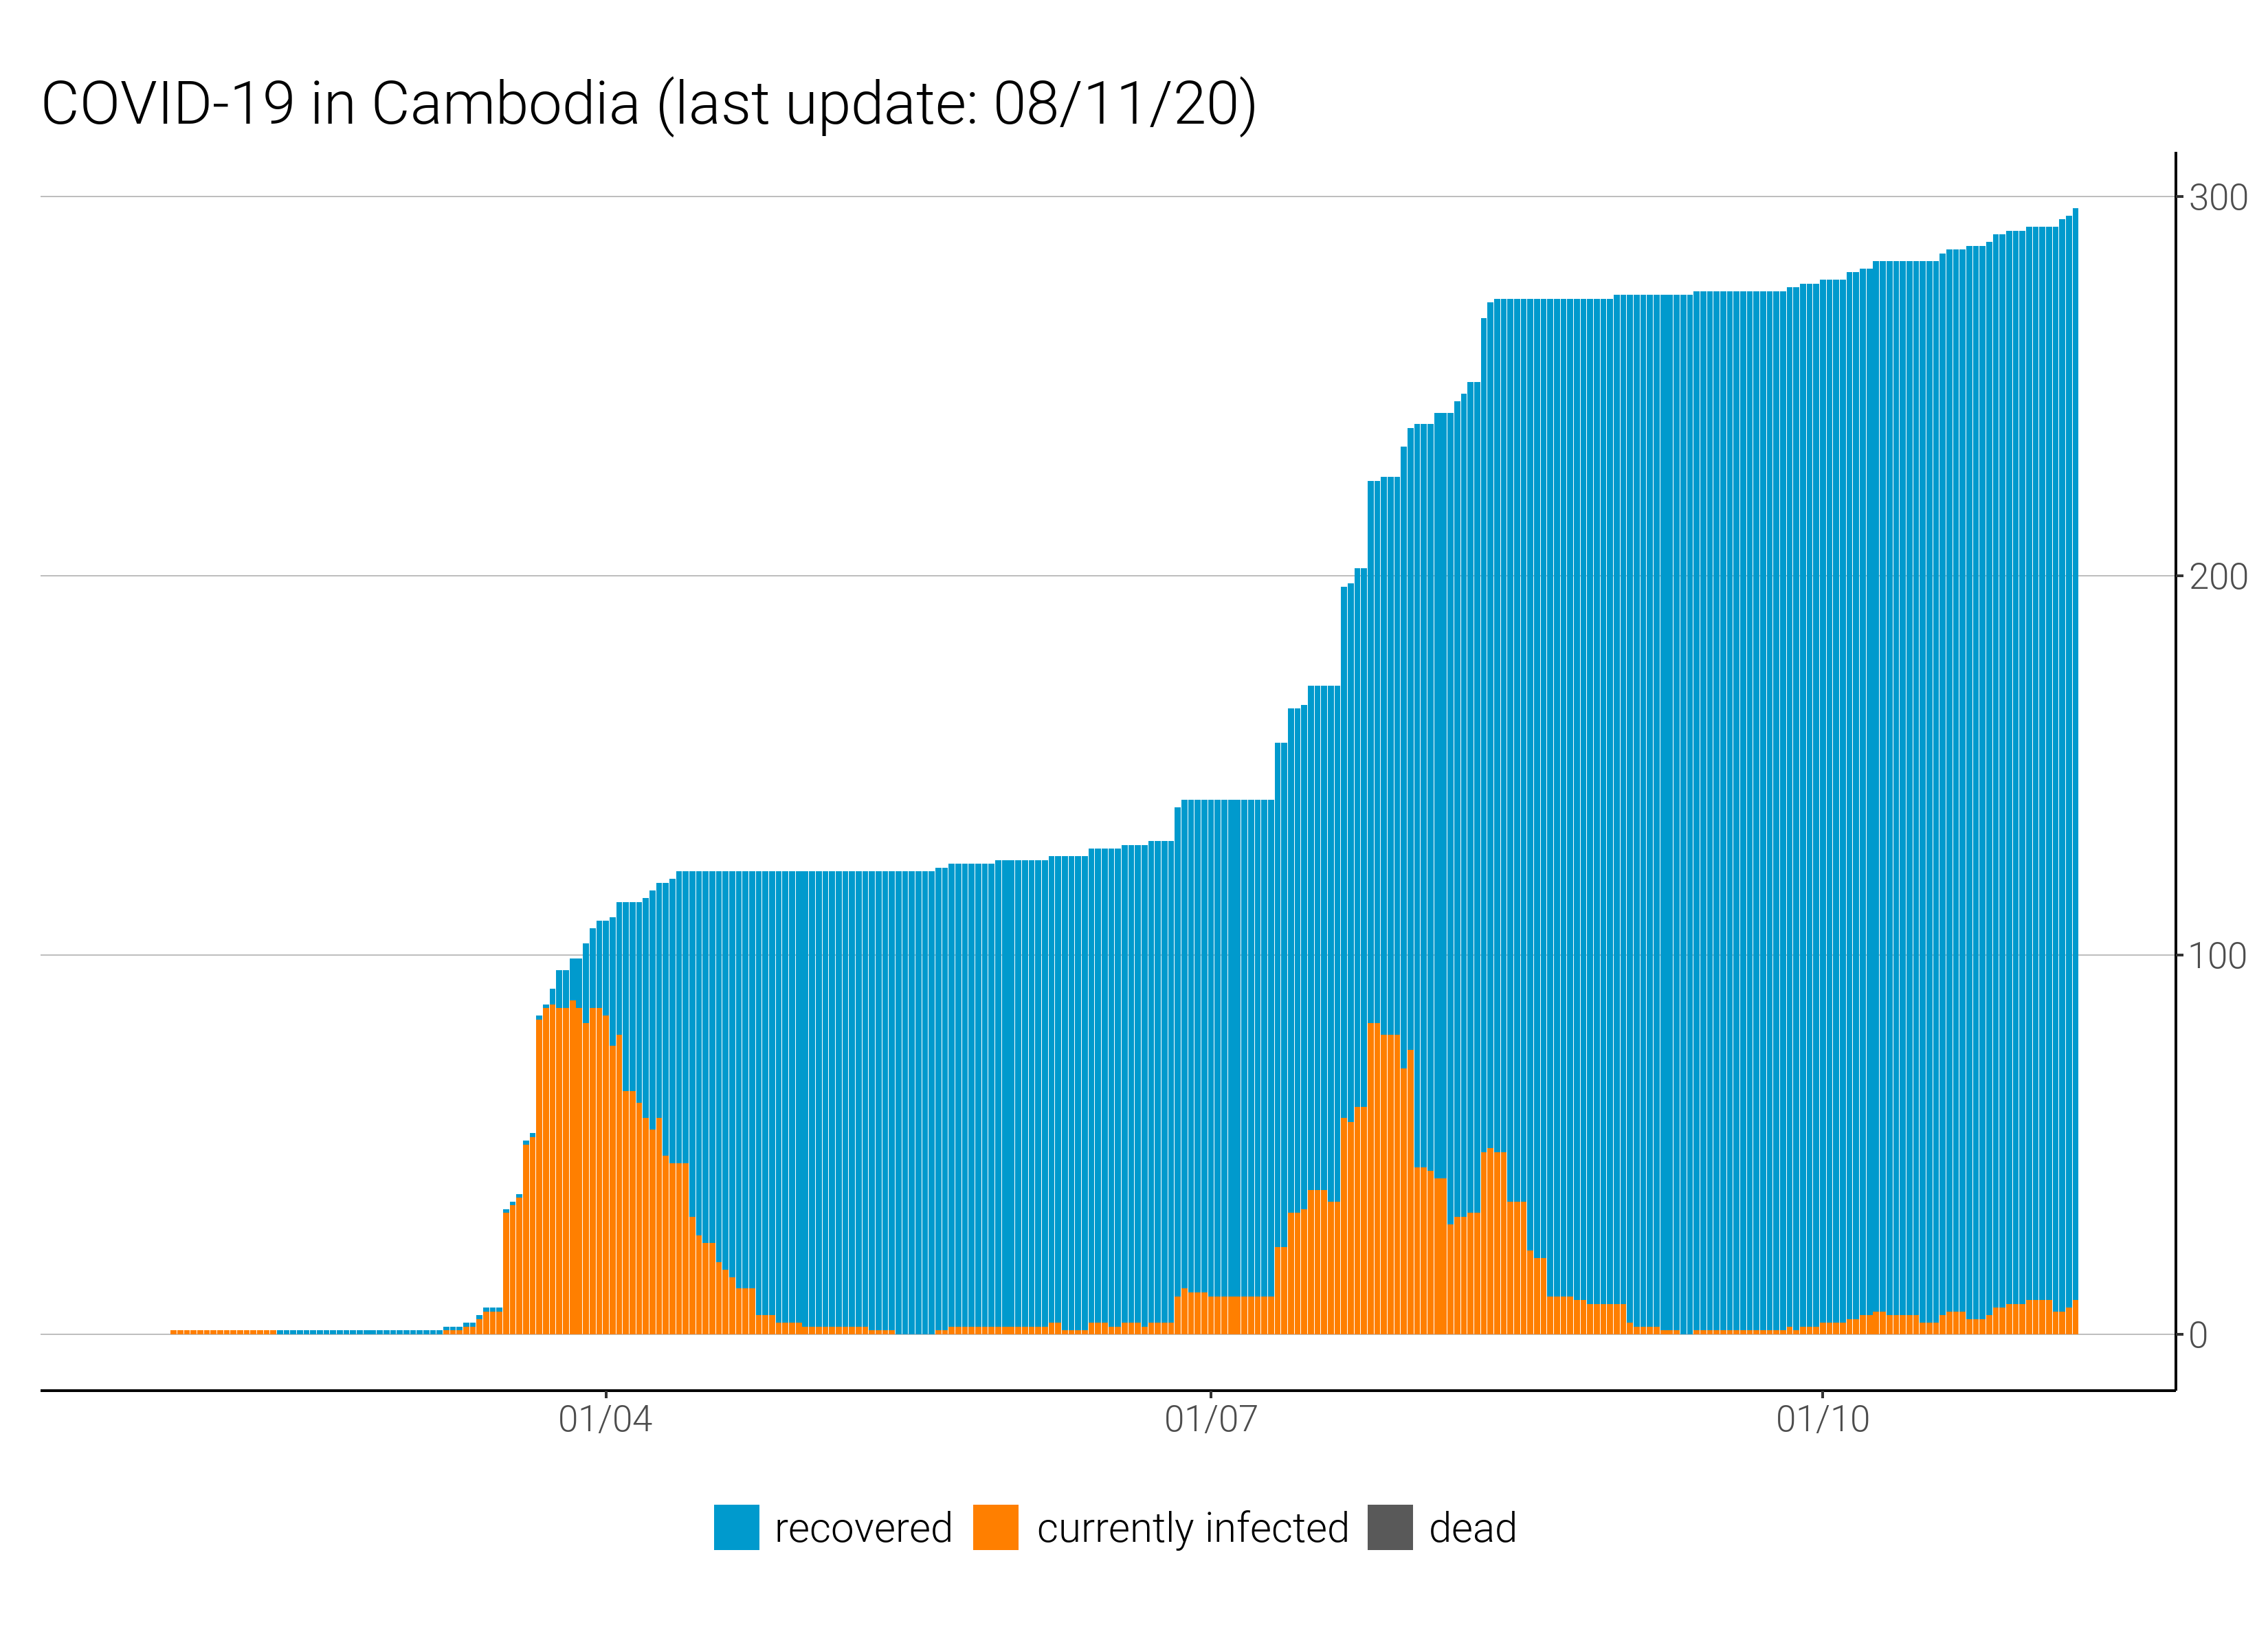 COVID-19 in Cambodia (last update: 08/11/20)
300
200
100
0
01/04 01/07 01/10
recovered currently infected dead